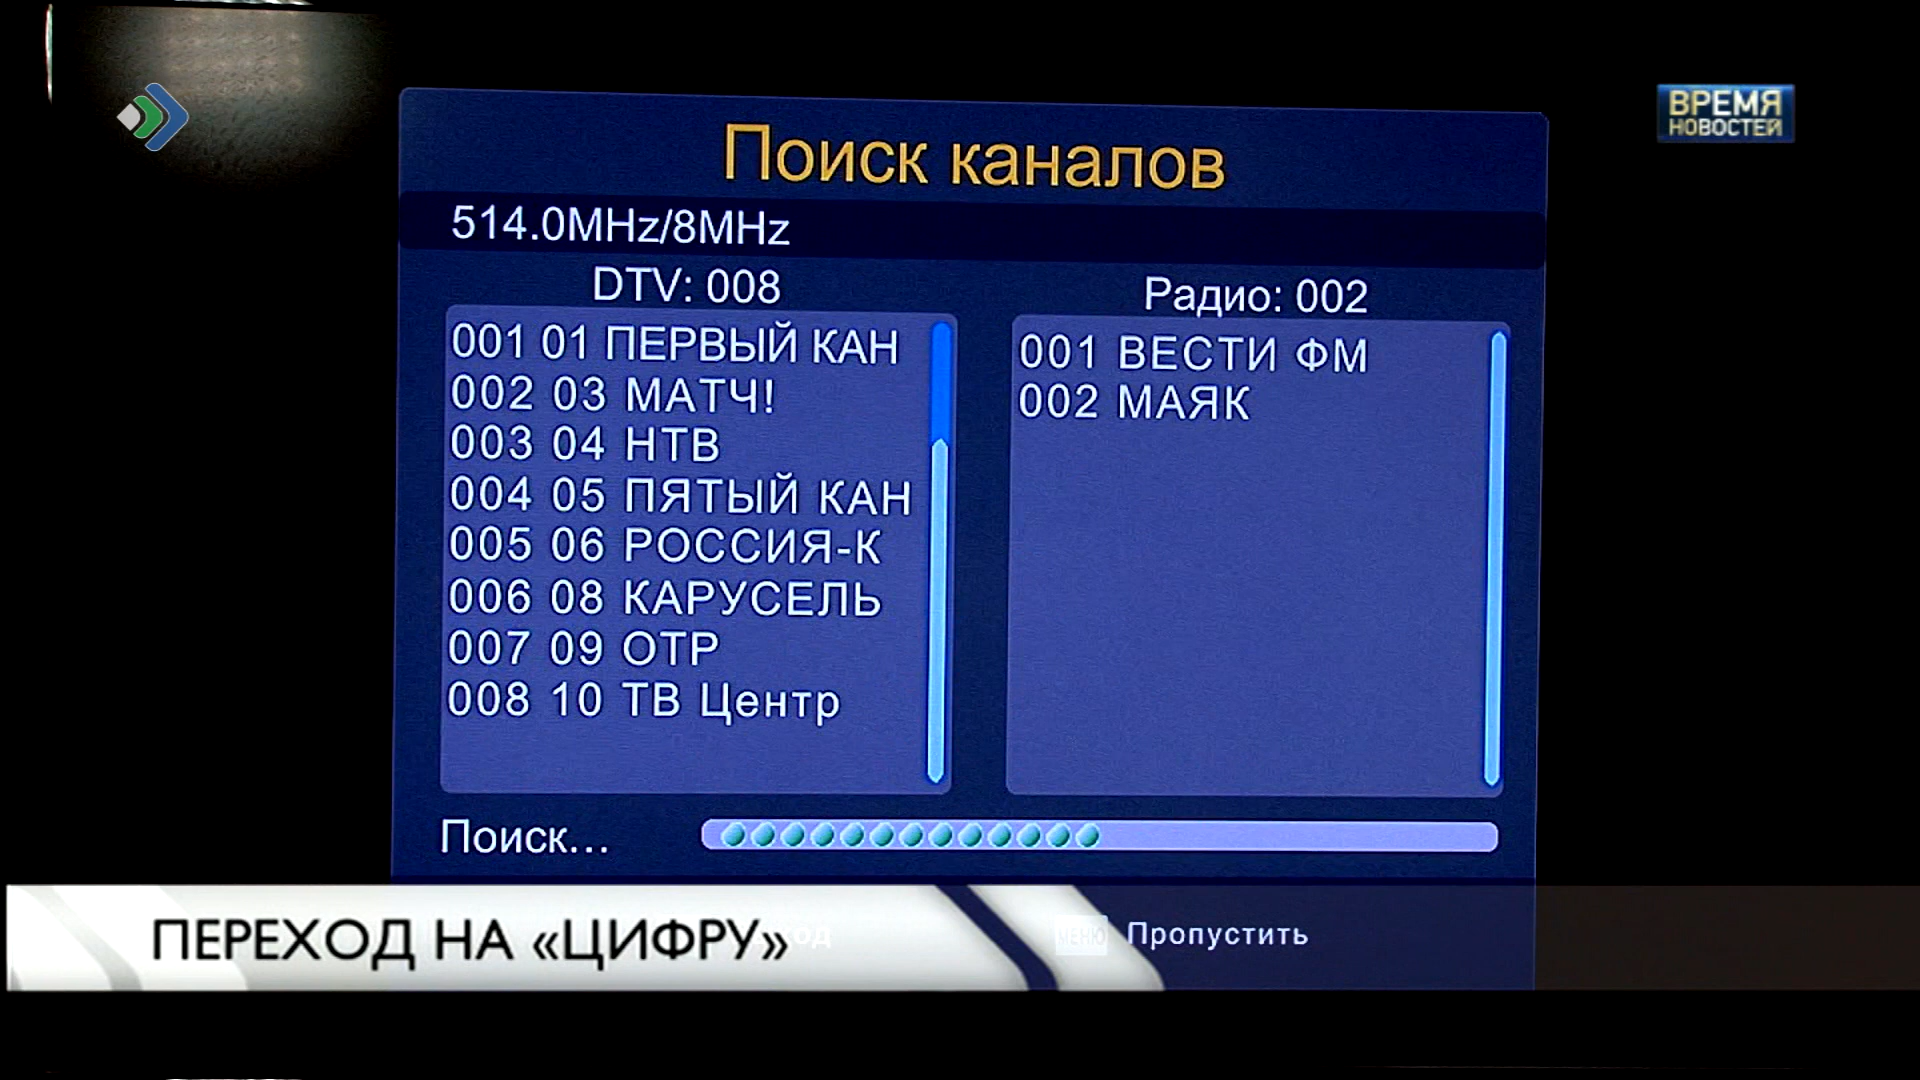 ВРЕМЯ
НОВОСТЕЙ
Поиск каналов
514.0MHz/8MHz
DTV: 008
001 01 ПЕРВЫЙ КАН
002 03 МАТЧ!
003 04 НТВ
004 05 ПЯТЫЙ КАН
005 06 РОССИЯ-К
006 08 КАРУСЕЛЬ
007 09 ОТР
008 10 ТВ Центр
Радио: 002
001 ВЕСТИ ФМ
002 МАЯК
Поиск...
МЕНЮ Пропустить
ПЕРЕХОД НА «ЦИФРУ»